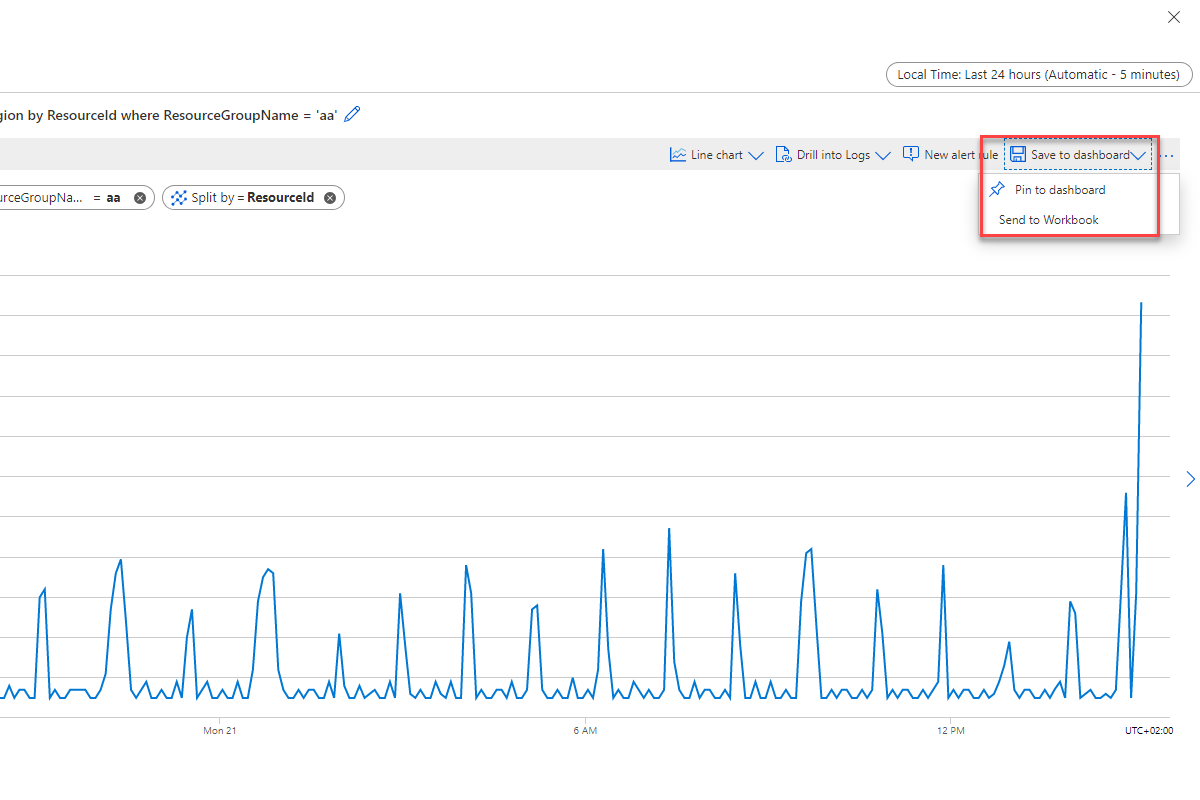 Local Time: Last 24 hours (Automatic - 5 minutes)
gion by ResourceId where ResourceGroupName = 'aa'
Line chart Drill into Logs New alert rule Save to dashboard ...
urceGroupNa... = aa Split by = ResourceId
Pin to dashboard
Send to Workbook
Mon 21 6 AM 12 PM UTC+02:00